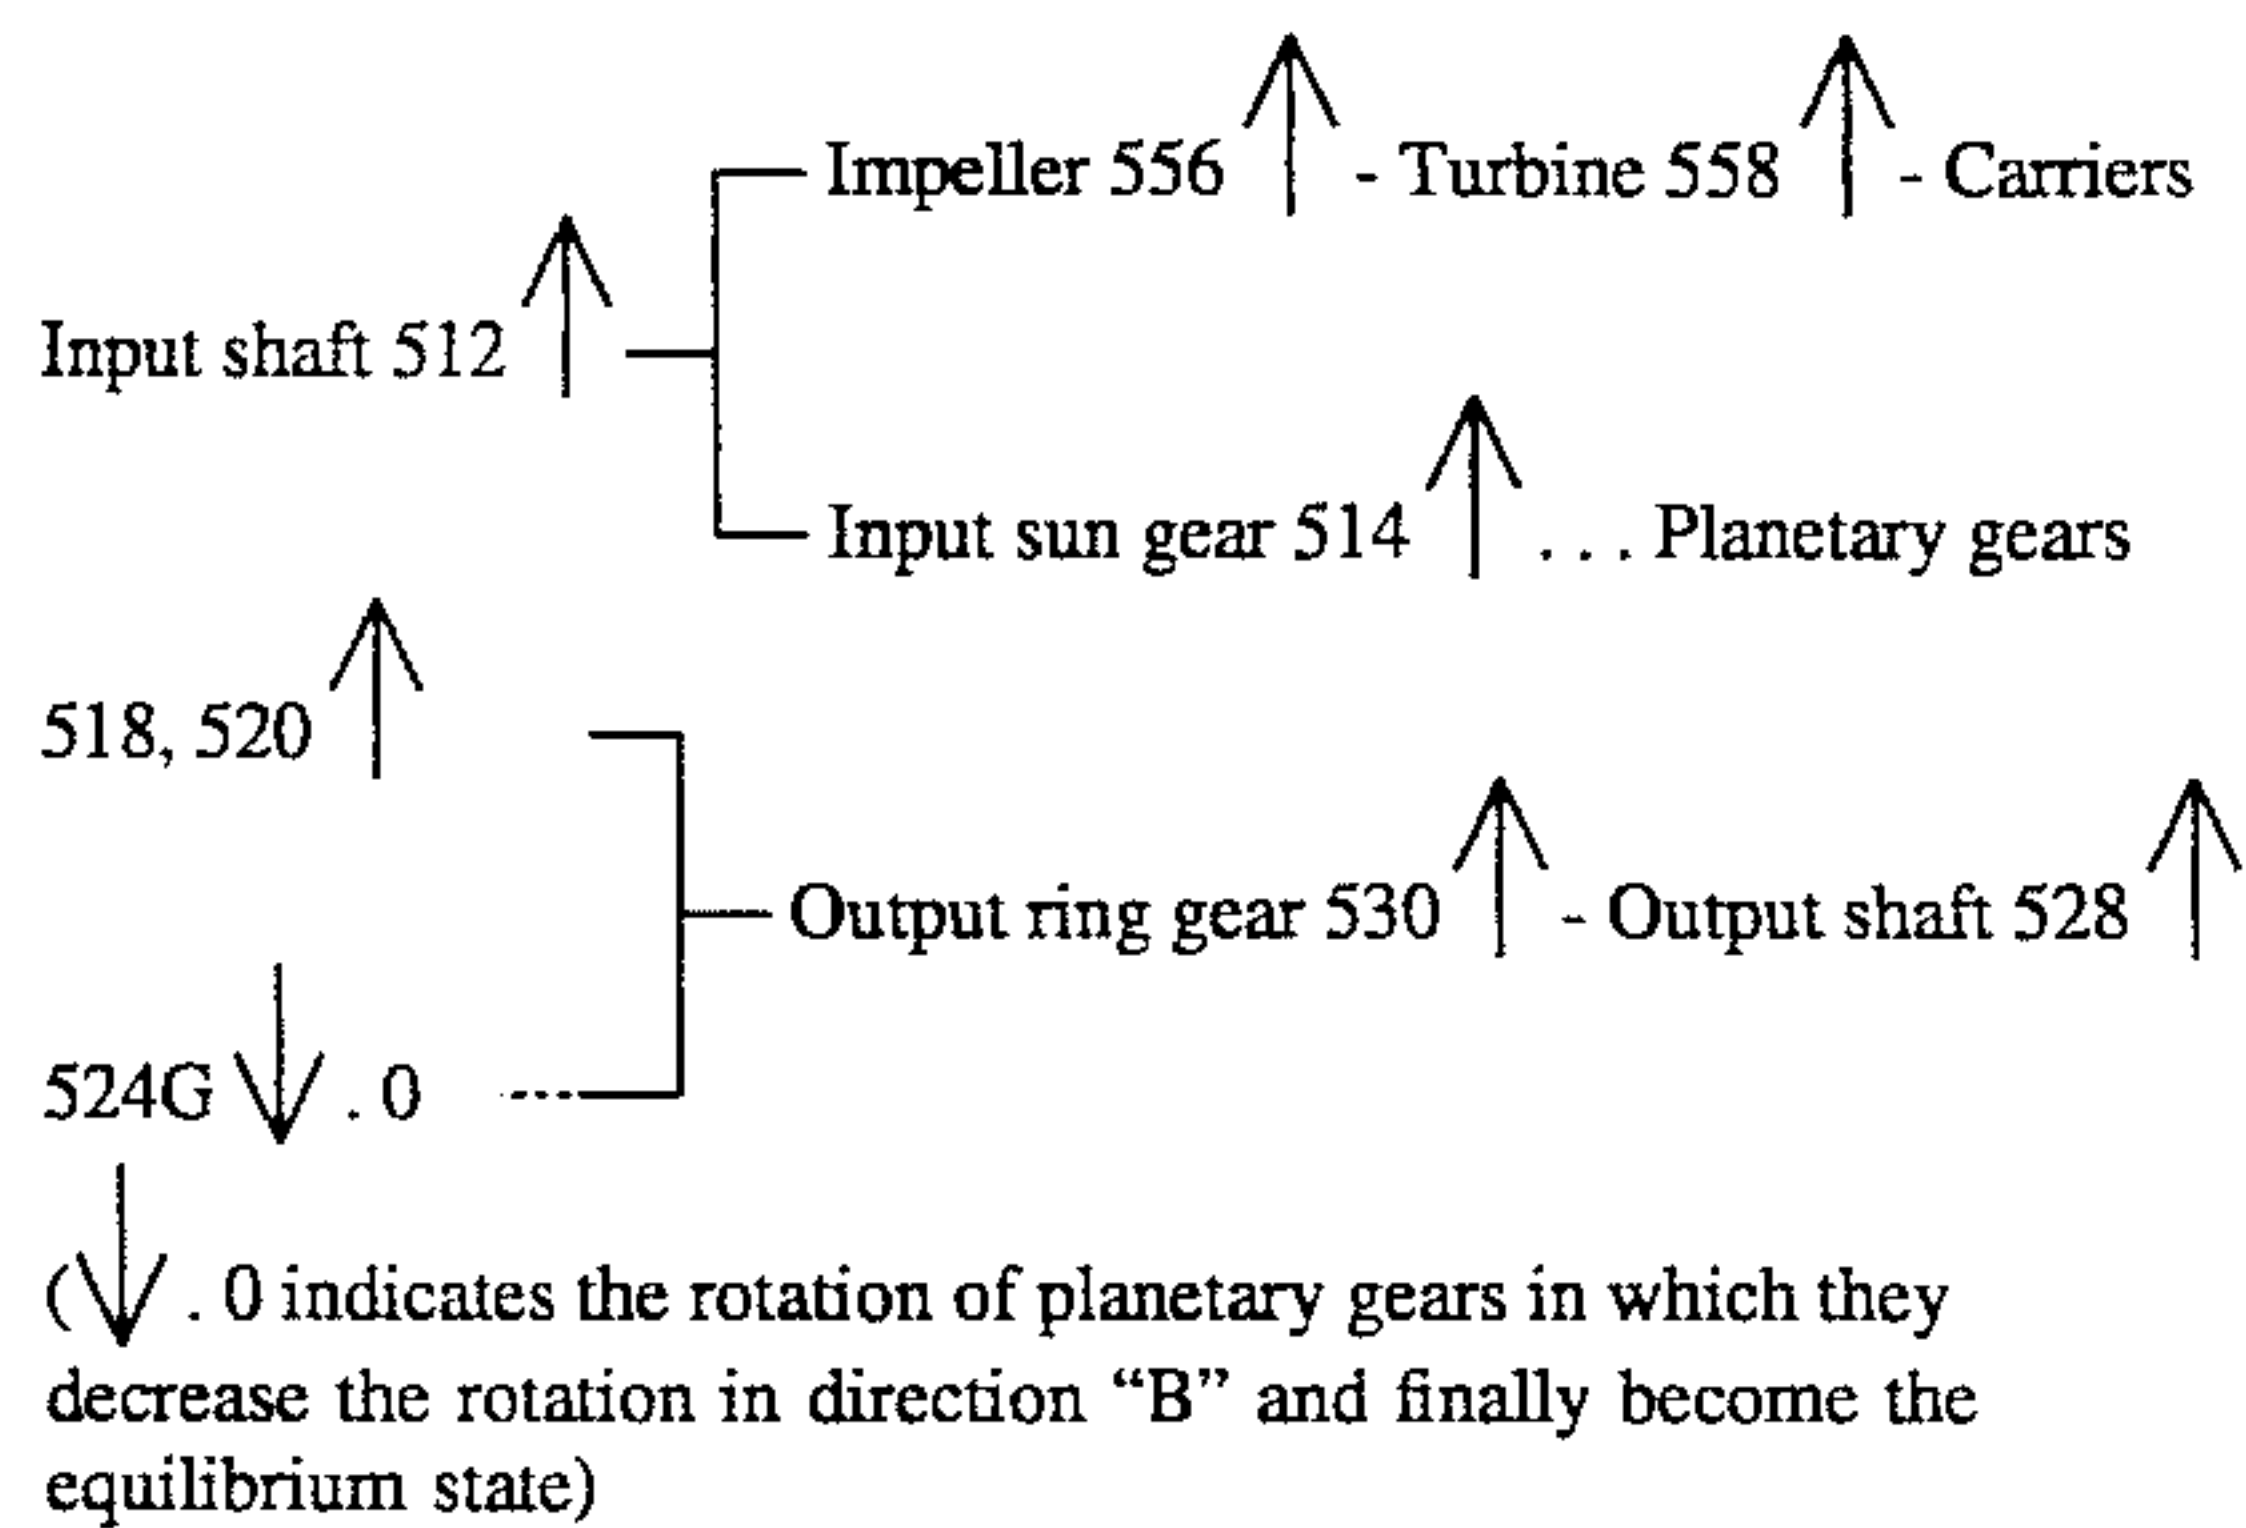 Impeller 556 ↑ - Turbine 558 ↑ - Carriers
Input shaft 512 ↑
Input sun gear 514 ↑ . . . Planetary gears
518, 520 ↑
Output ring gear 530 ↑ - Output shaft 528 ↑
524G ↓ . 0
(↓ . 0 indicates the rotation of planetary gears in which they
decrease the rotation in direction “B” and finally become the
equilibrium state)